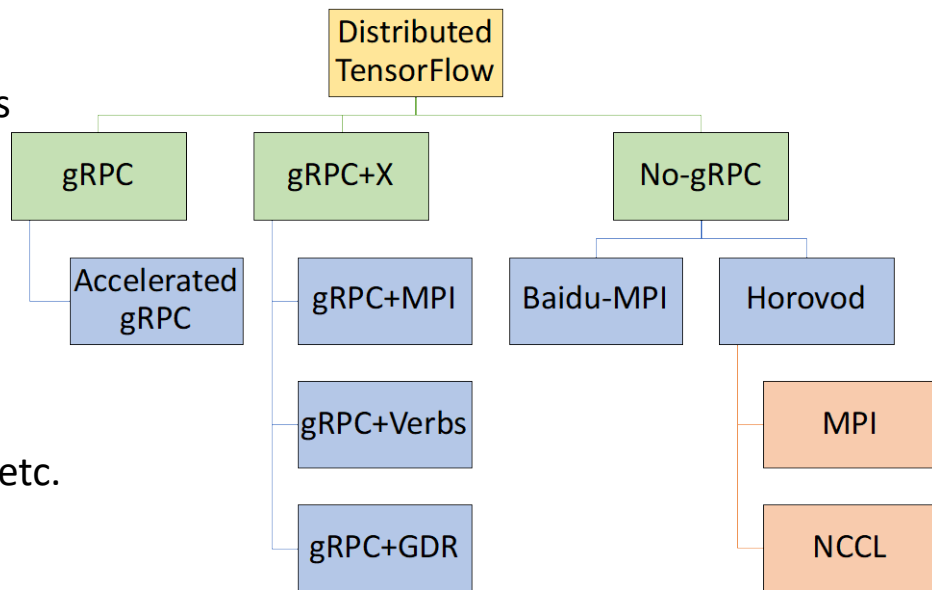 Distributed
TensorFlow
s
gRPC
gRPC+X
No-gRPC
Accelerated
gRPC
gRPC+MPI
Baidu-MPI
Horovod
gRPC+Verbs
MPI
etc.
gRPC+GDR
NCCL